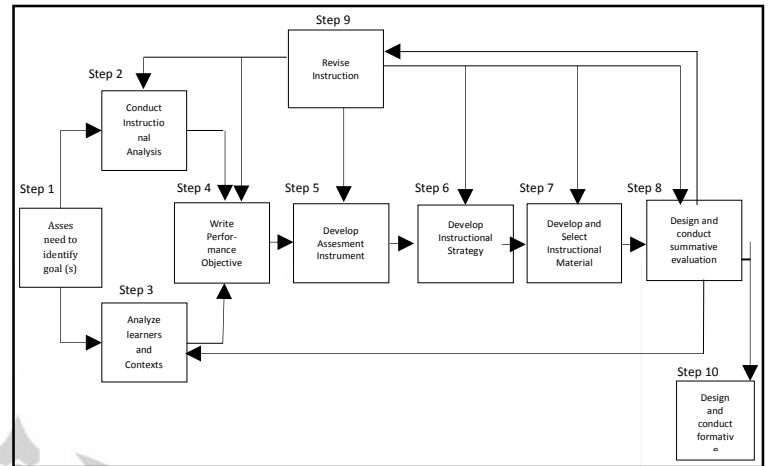 Step 9
Revise
Instruction
Step 2
Conduct
Instructio
nal
Analysis
Step 1
Asses
need to
identify
goal (s)
Step 4
Write
Perfor-
mance
Objective
Step 5
Develop
Assesment
Instrument
Step 6
Develop
Instructional
Strategy
Step 7
Develop and
Select
Instructional
Material
Step 8
Design and
conduct
summative
evaluation
Step 3
Analyze
learners
and
Contexts
Step 10
Design
and
conduct
formativ